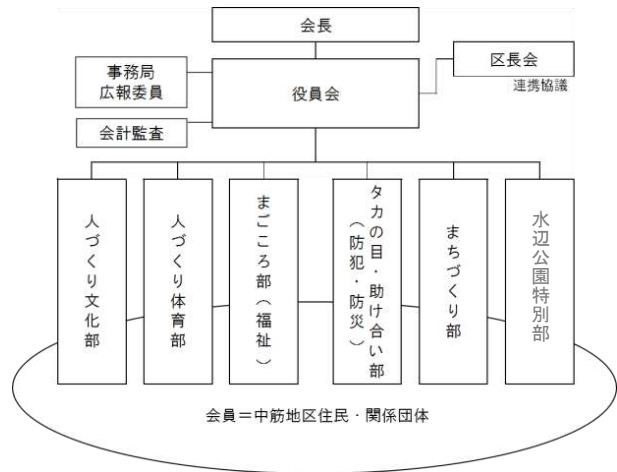 会長
事務局
広報委員
役員会
区長会
連携協議
会計監査
人づくり文化部
人づくり体育部
まごころ部（福祉）
タカの目・助け合い部
（防犯・防災）
まちづくり部
水辺公園特別部
会員＝中筋地区住民・関係団体